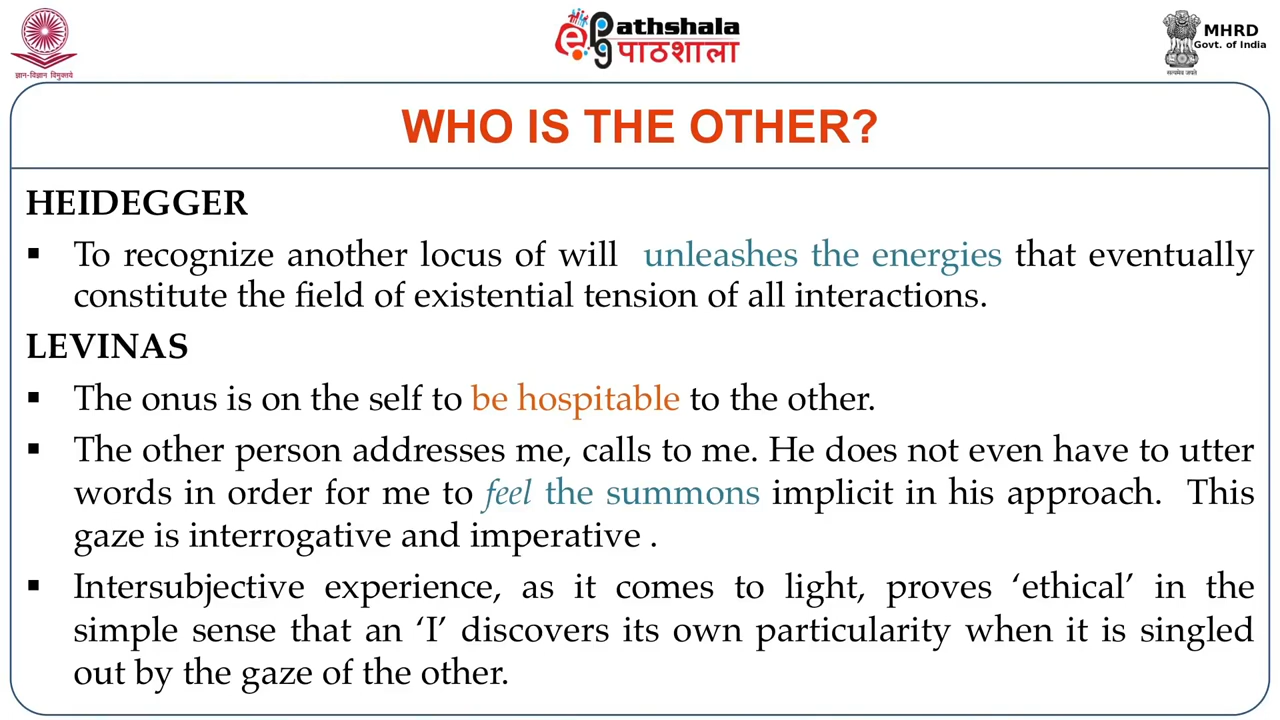 ज्ञान-विज्ञान विमुक्तये
ePg Pathshala
पाठशाला
MHRD
Govt. of India
सत्यमेव जयते
WHO IS THE OTHER?
HEIDEGGER
▪ To recognize another locus of will unleashes the energies that eventually
constitute the field of existential tension of all interactions.
LEVINAS
▪ The onus is on the self to be hospitable to the other.
▪ The other person addresses me, calls to me. He does not even have to utter
words in order for me to feel the summons implicit in his approach. This
gaze is interrogative and imperative .
▪ Intersubjective experience, as it comes to light, proves ‘ethical’ in the
simple sense that an ‘I’ discovers its own particularity when it is singled
out by the gaze of the other.